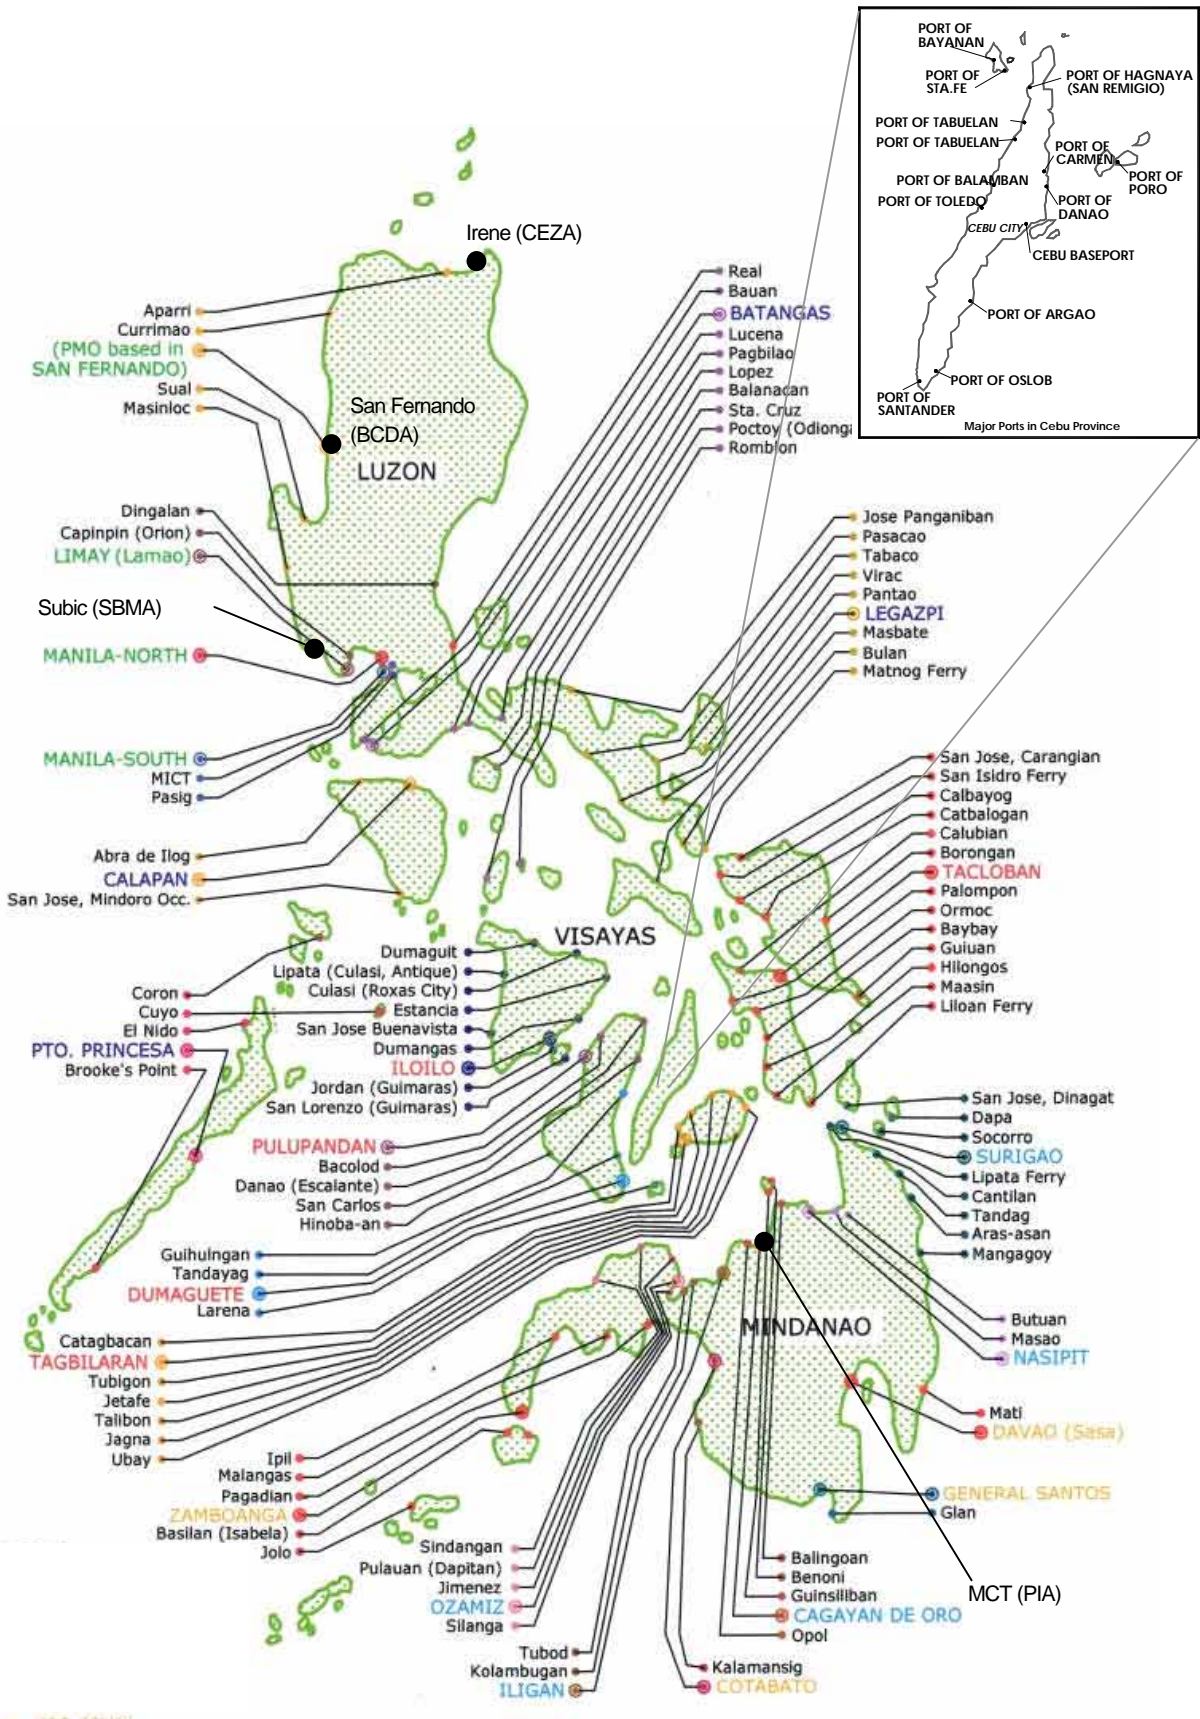 PORT OF
BAYANAN
PORT OF
STA.FE
PORT OF HAGNAYA
(SAN REMIGIO)
PORT OF TABUELAN
PORT OF TABUELAN
PORT OF
CARMEN
PORT OF BALAMBAN
PORT OF
PORO
PORT OF TOLEDO
PORT OF
DANAO
CEBU CITY
CEBU BASEPORT
PORT OF ARGAO
PORT OF OSLOB
PORT OF
SANTANDER
Major Ports in Cebu Province
Irene (CEZA)
Aparri
Currimao
(PMO based in
SAN FERNANDO)
Sual
Masinloc
San Fernando
(BCDA)
LUZON
Dingalan
Capinpin (Orion)
LIMAY (Lamao)
Subic (SBMA)
MANILA-NORTH
MANILA-SOUTH
MICT
Pasig
Abra de Ilog
CALAPAN
San Jose, Mindoro Occ.
Real
Bauan
BATANGAS
Lucena
Pagbilao
Lopez
Balanacan
Sta. Cruz
Poctoy (Odionga
Romblon
Jose Panganiban
Pasacao
Tabaco
Virac
Pantao
LEGAZPI
Masbate
Bulan
Matnog Ferry
San Jose, Carangian
San Isidro Ferry
Calbayog
Catbalogan
Calubian
Borongan
TACLOBAN
Palompon
Ormoc
Baybay
Guiuan
Hilongos
Maasin
Liloan Ferry
VISAYAS
Dumaguit
Lipata (Culasi, Antique)
Culasi (Roxas City)
Estancia
San Jose Buenavista
Dumangas
ILOILO
Jordan (Guimaras)
San Lorenzo (Guimaras)
Coron
Cuyo
El Nido
PTO. PRINCESA
Brooke's Point
PULUPANDAN
Bacolod
Danao (Escalante)
San Carlos
Hinoba-an
Guihulngan
Tandayag
DUMAGUETE
Larena
Catagbacan
TAGBILARAN
Tubigon
Jetafe
Talibon
Jagna
Ubay
San Jose, Dinagat
Dapa
Socorro
SURIGAO
Lipata Ferry
Cantilan
Tandag
Aras-asan
Mangagoy
MINDANAO
Butuan
Masao
NASIPIT
Mati
DAVAO (Sasa)
GENERAL SANTOS
Glan
Ipil
Malangas
Pagadian
ZAMBOANGA
Basilan (Isabela)
Jolo
Sindangan
Pulauan (Dapitan)
Jimenez
OZAMIZ
Silanga
Tubod
Kolambugan
ILIGAN
Balingoan
Benoni
Guinsiliban
CAGAYAN DE ORO
Opol
MCT (PIA)
Kalamansig
COTABATO